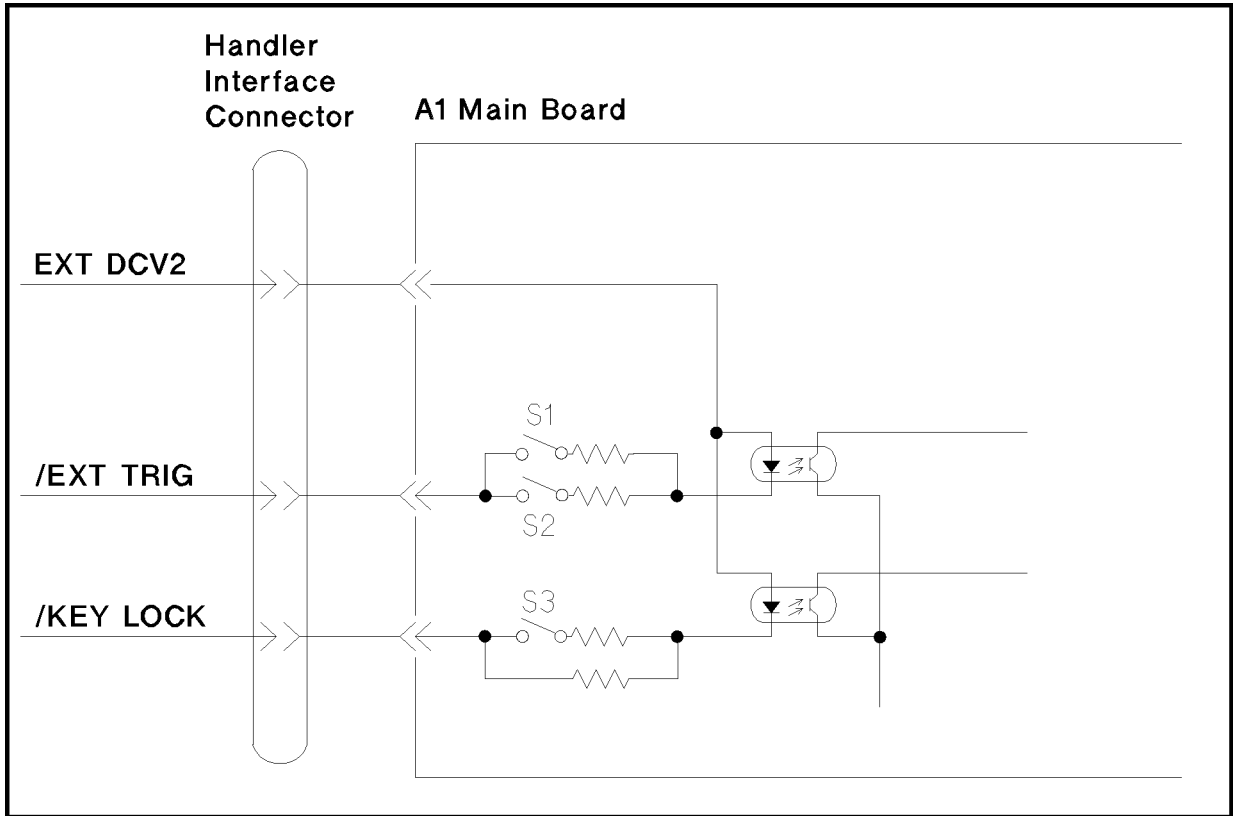 Handler
Interface
Connector
A1 Main Board
EXT DCV2
S1
/EXT TRIG
S2
S3
/KEY LOCK